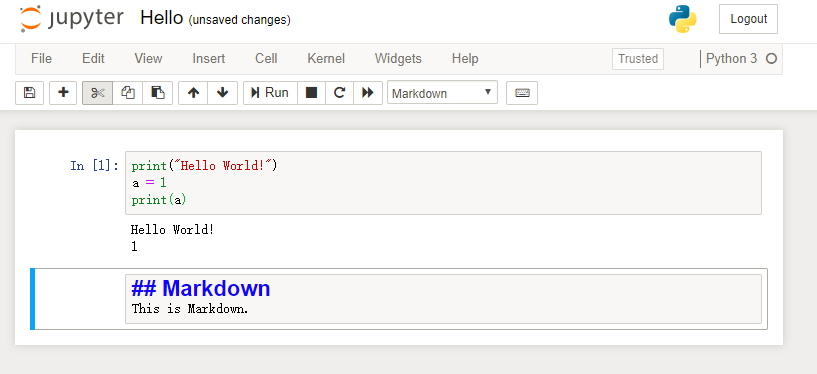 jupyter Hello (unsaved changes) Logout
File Edit View Insert Cell Kernel Widgets Help Trusted Python 3
Run Markdown
In [1]: print("Hello World!")
a = 1
print(a)
Hello World!
1
## Markdown
This is Markdown.